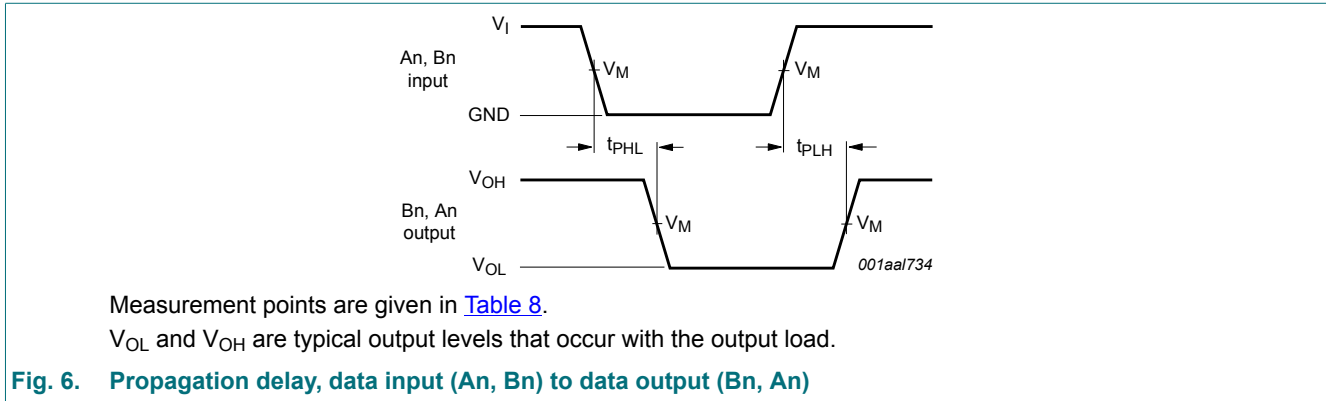 V_I
An, Bn
input
V_M
V_M
GND
t_PHL
t_PLH
V_OH
Bn, An
output
V_M
V_M
V_OL
001aal734
Measurement points are given in Table 8.
V_OL and V_OH are typical output levels that occur with the output load.
Fig. 6. Propagation delay, data input (An, Bn) to data output (Bn, An)